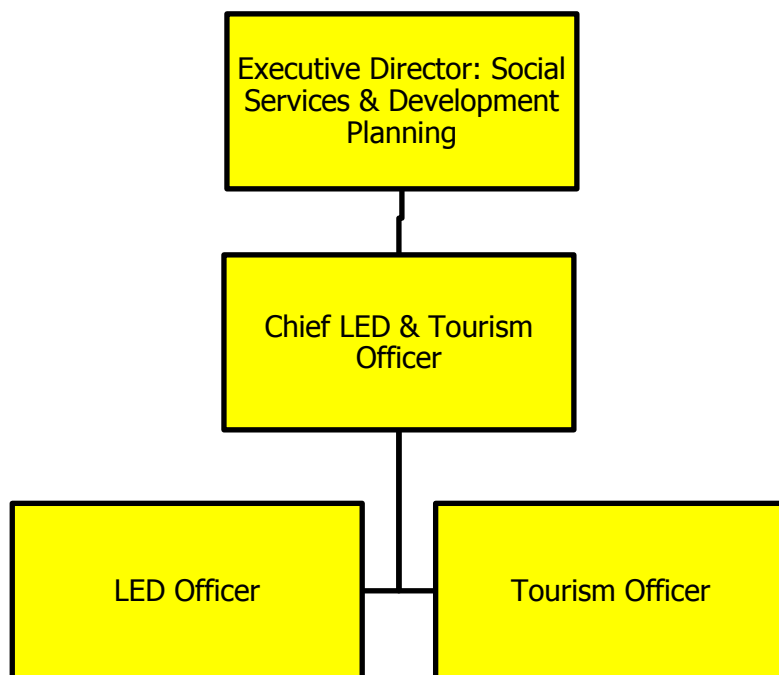 Executive Director: Social
Services & Development
Planning
Chief LED & Tourism
Officer
LED Officer
Tourism Officer